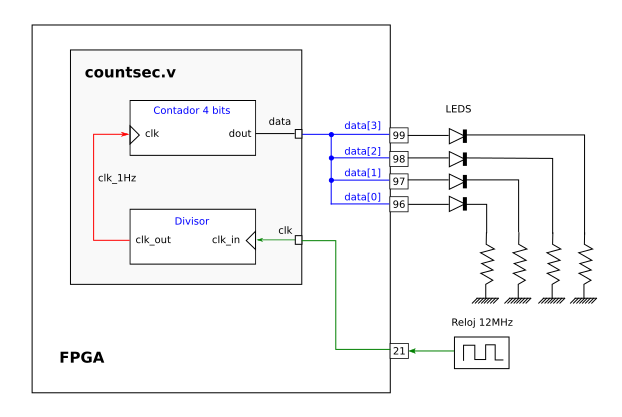 countsec.v
Contador 4 bits
clk
dout
data
clk_1Hz
Divisor
clk_out
clk_in
clk
data[3]
data[2]
data[1]
data[0]
99
98
97
96
LEDS
Reloj 12MHz
21
FPGA